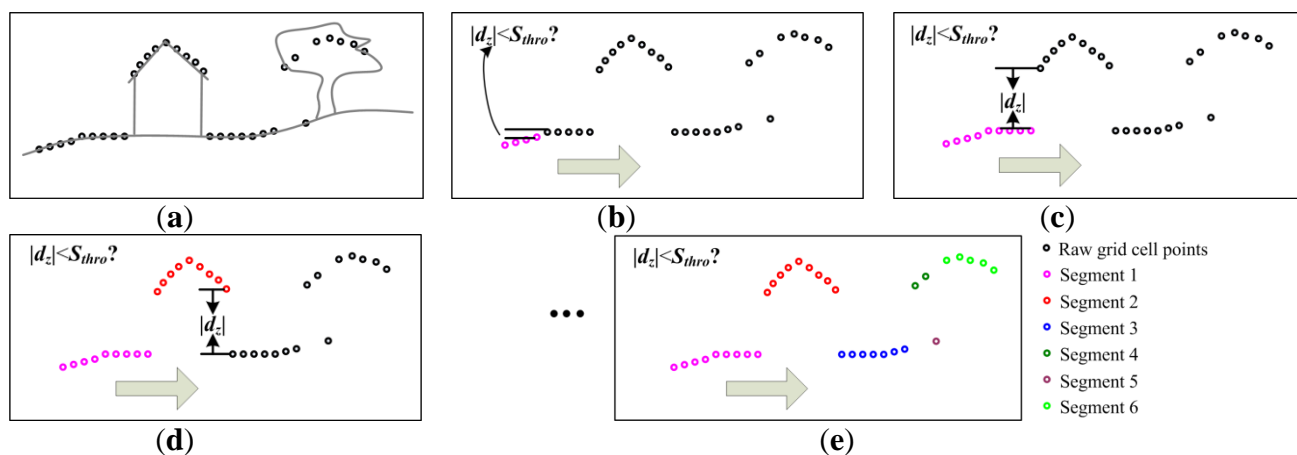 |dz|<Sthro?
|dz|<Sthro?
|dz|
(a)
(b)
(c)
|dz|<Sthro?
|dz|
|dz|<Sthro?
Raw grid cell points
Segment 1
Segment 2
Segment 3
Segment 4
Segment 5
Segment 6
(d)
(e)